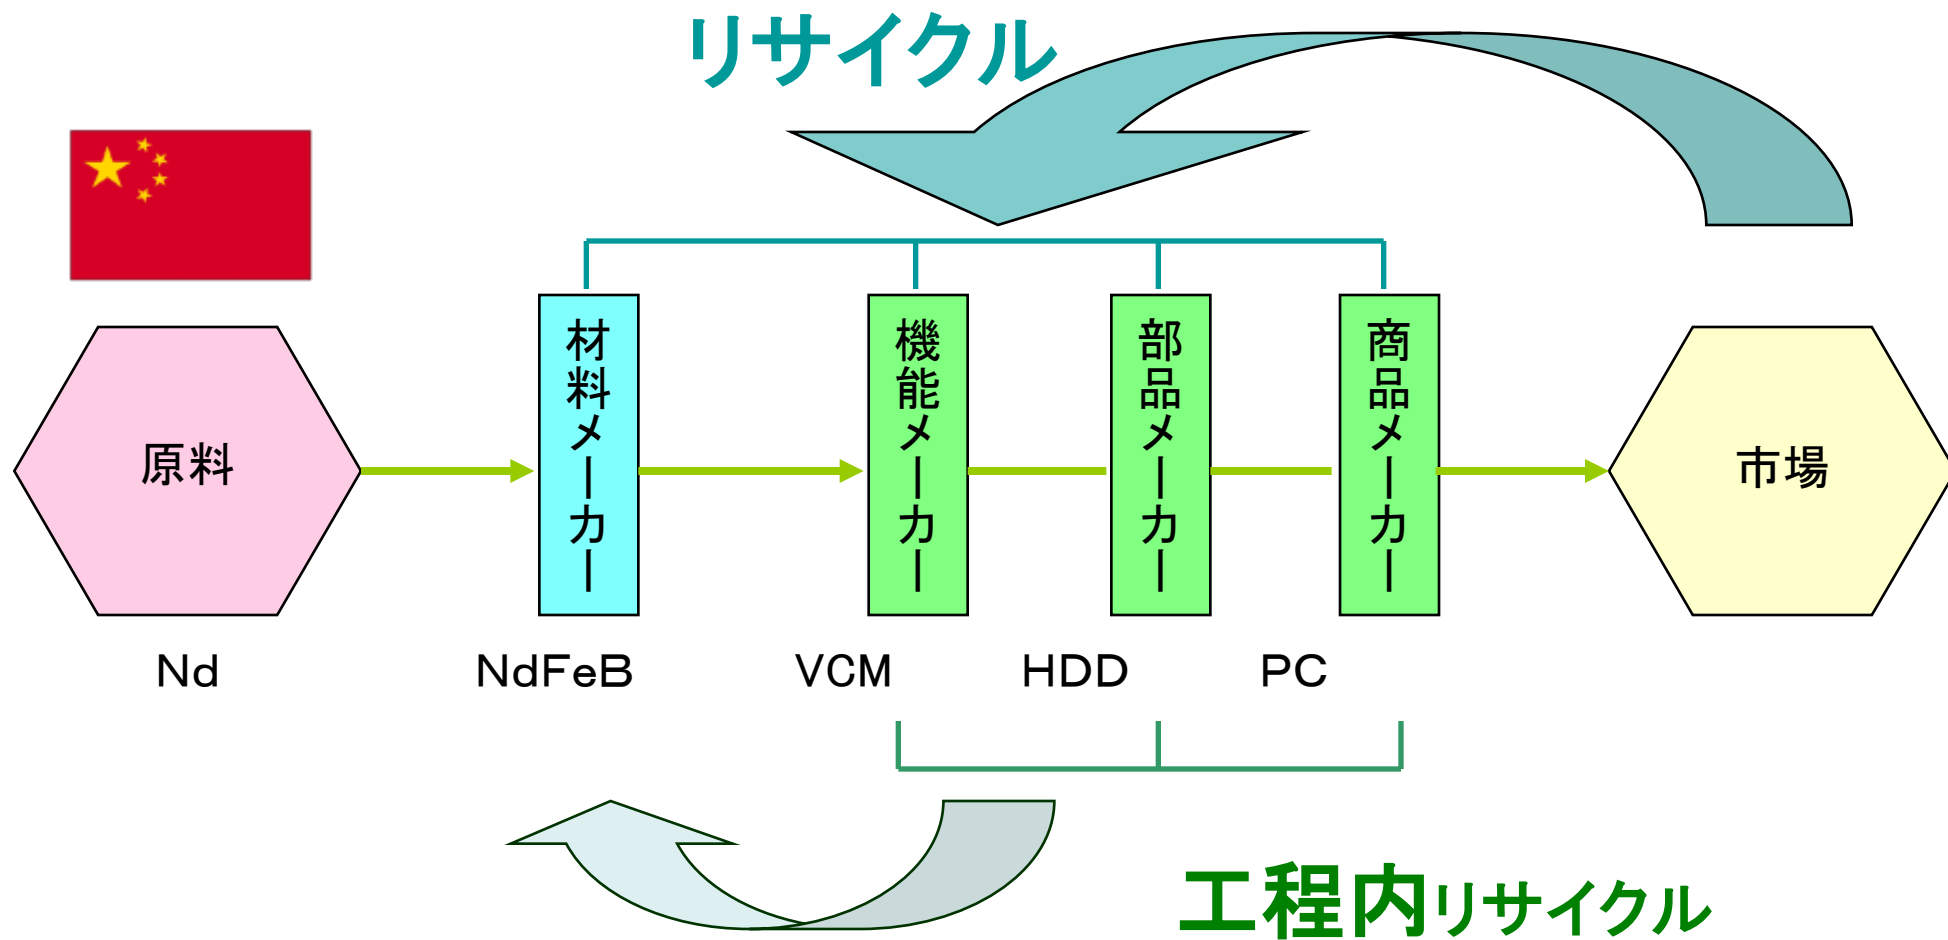 リサイクル
原料
材料メーカー
機能メーカー
部品メーカー
商品メーカー
市場
Nd
NdFeB
VCM
HDD
PC
工程内リサイクル